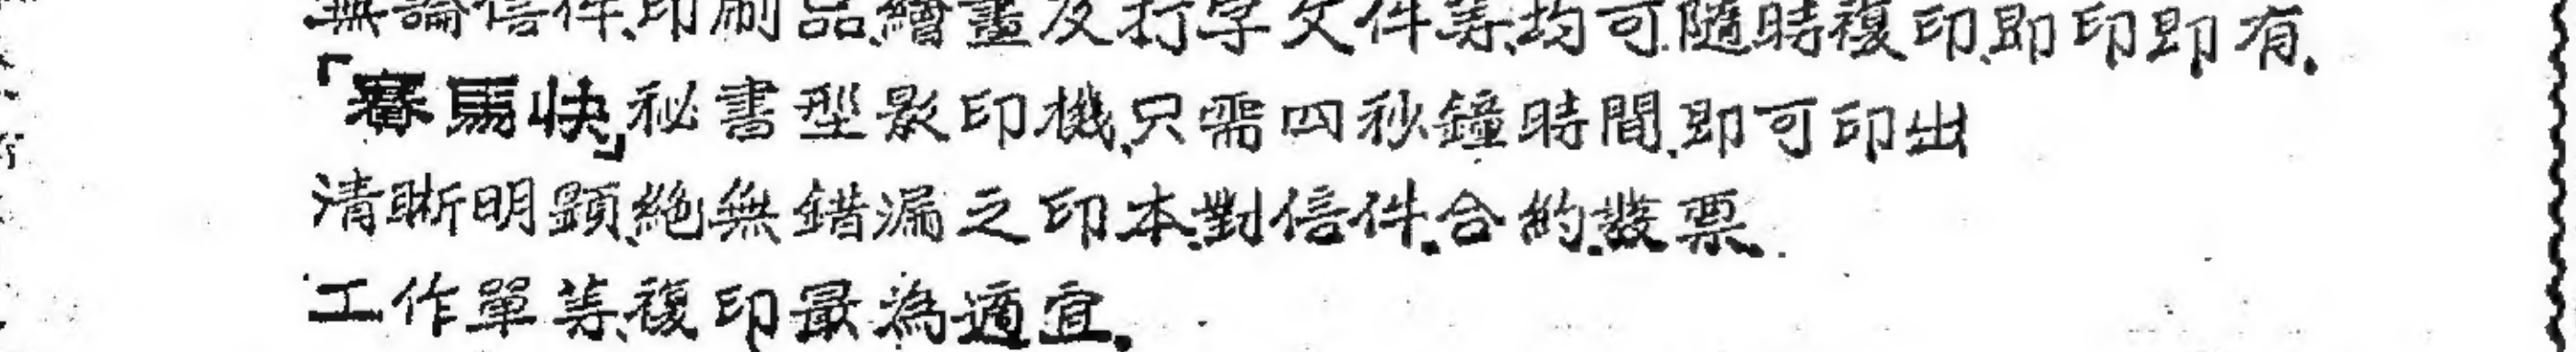 無論信件、印刷品、繪畫及打字文件等、均可隨時複印、即印即有.
「賽馬快」秘書型影印機、只需四秒鐘時間、即可印出
清晰明顯、絕無錯漏之印本、對信件、合約、發票、
工作單等、複印最為適宜.